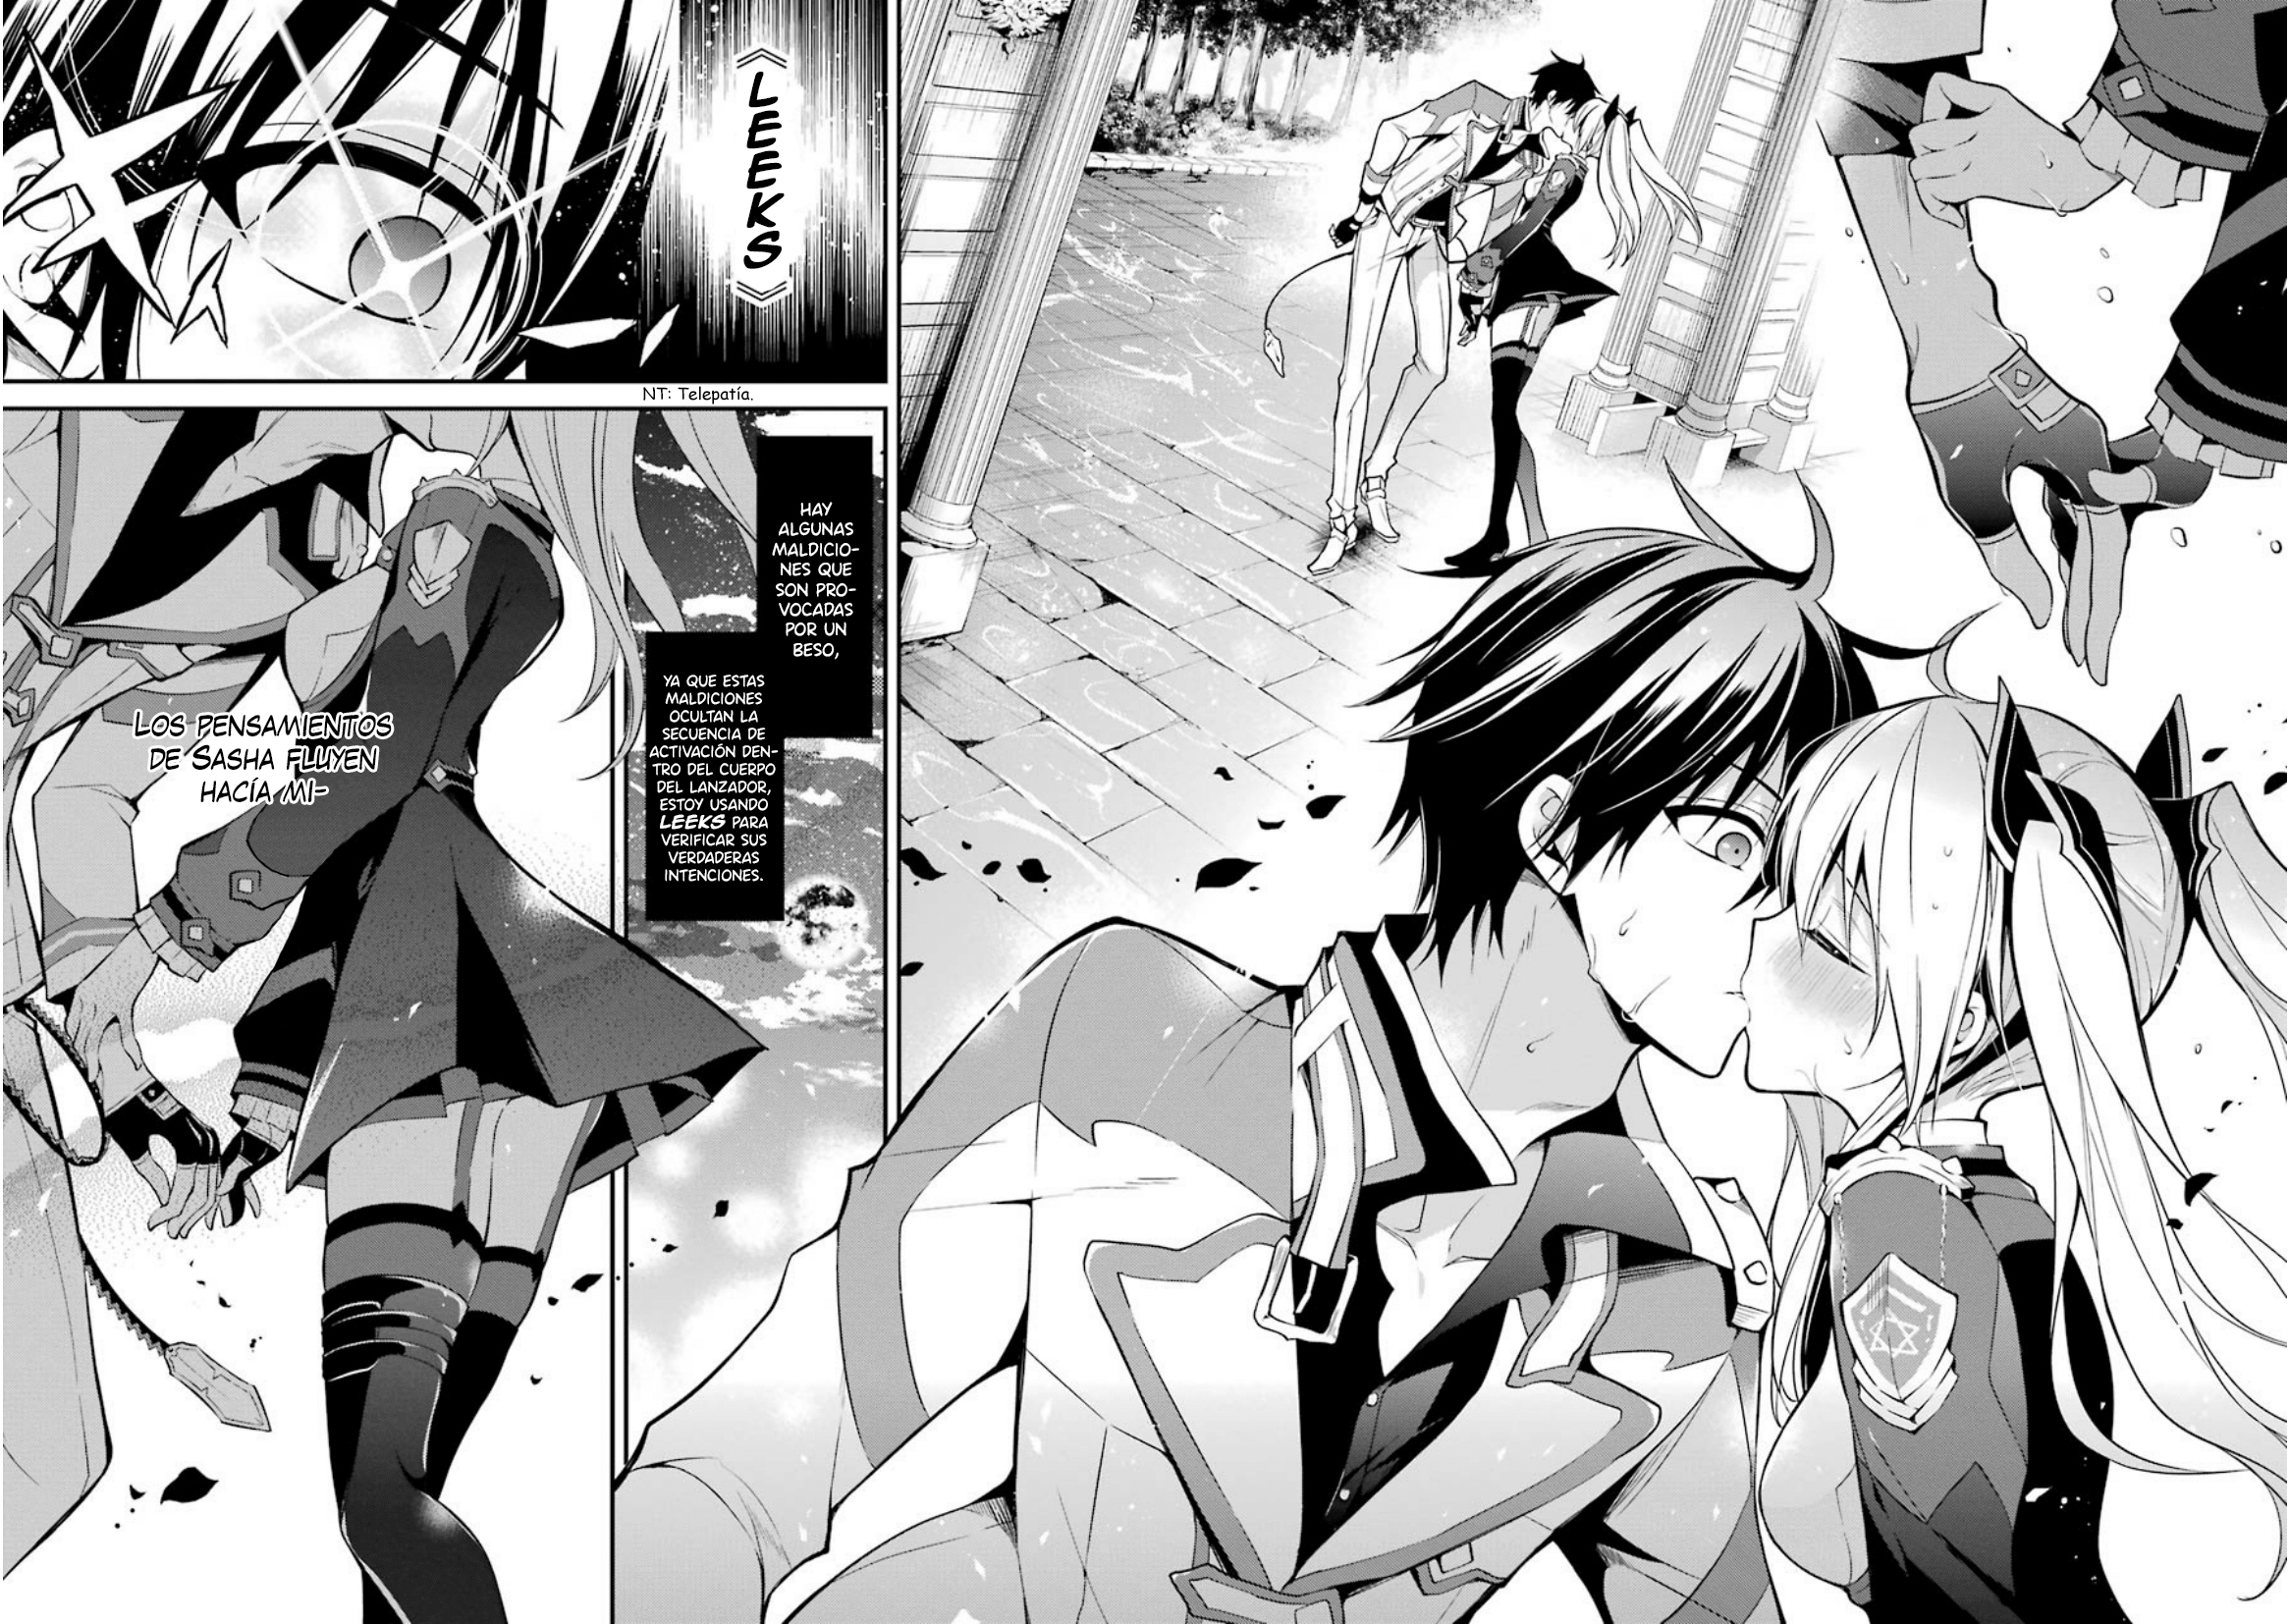 《LEEKS》
NT: Telepatía.
HAY
ALGUNAS
MALDICIO-
NES QUE
SON PRO-
VOCADAS
POR UN
BESO,
YA QUE ESTAS
MALDICIONES
OCULTAN LA
SECUENCIA DE
ACTIVACIÓN DEN-
TRO DEL CUERPO
DEL LANZADOR,
ESTOY USANDO
LEEKS PARA
VERIFICAR SUS
VERDADERAS
INTENCIONES.
LOS PENSAMIENTOS
DE SASHA FLUYEN
HACÍA MI-